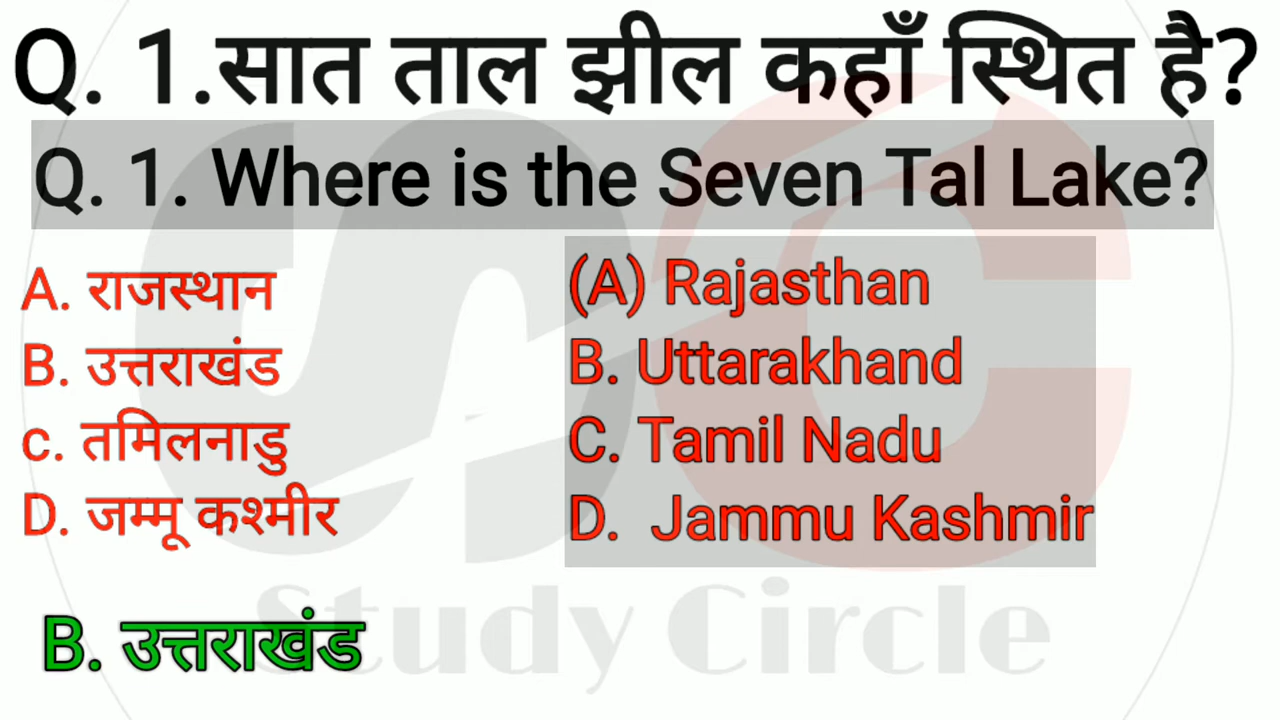 Q. 1.सात ताल झील कहाँ स्थित है?
Q. 1. Where is the Seven Tal Lake?
A. राजस्थान
B. उत्तराखंड
c. तमिलनाडु
D. जम्मू कश्मीर
(A) Rajasthan
B. Uttarakhand
C. Tamil Nadu
D. Jammu Kashmir
B. उत्तराखंड
Study Circle